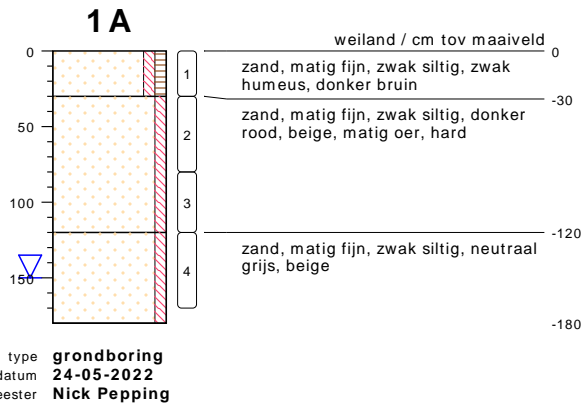 1 A
weiland / cm tov maaiveld
0
0
1
zand, matig fijn, zwak siltig, zwak
humeus, donker bruin
-30
zand, matig fijn, zwak siltig, donker
rood, beige, matig oer, hard
50
2
100
3
-120
zand, matig fijn, zwak siltig, neutraal
grijs, beige
4
150
-180
type grondboring
datum 24-05-2022
eester Nick Pepping